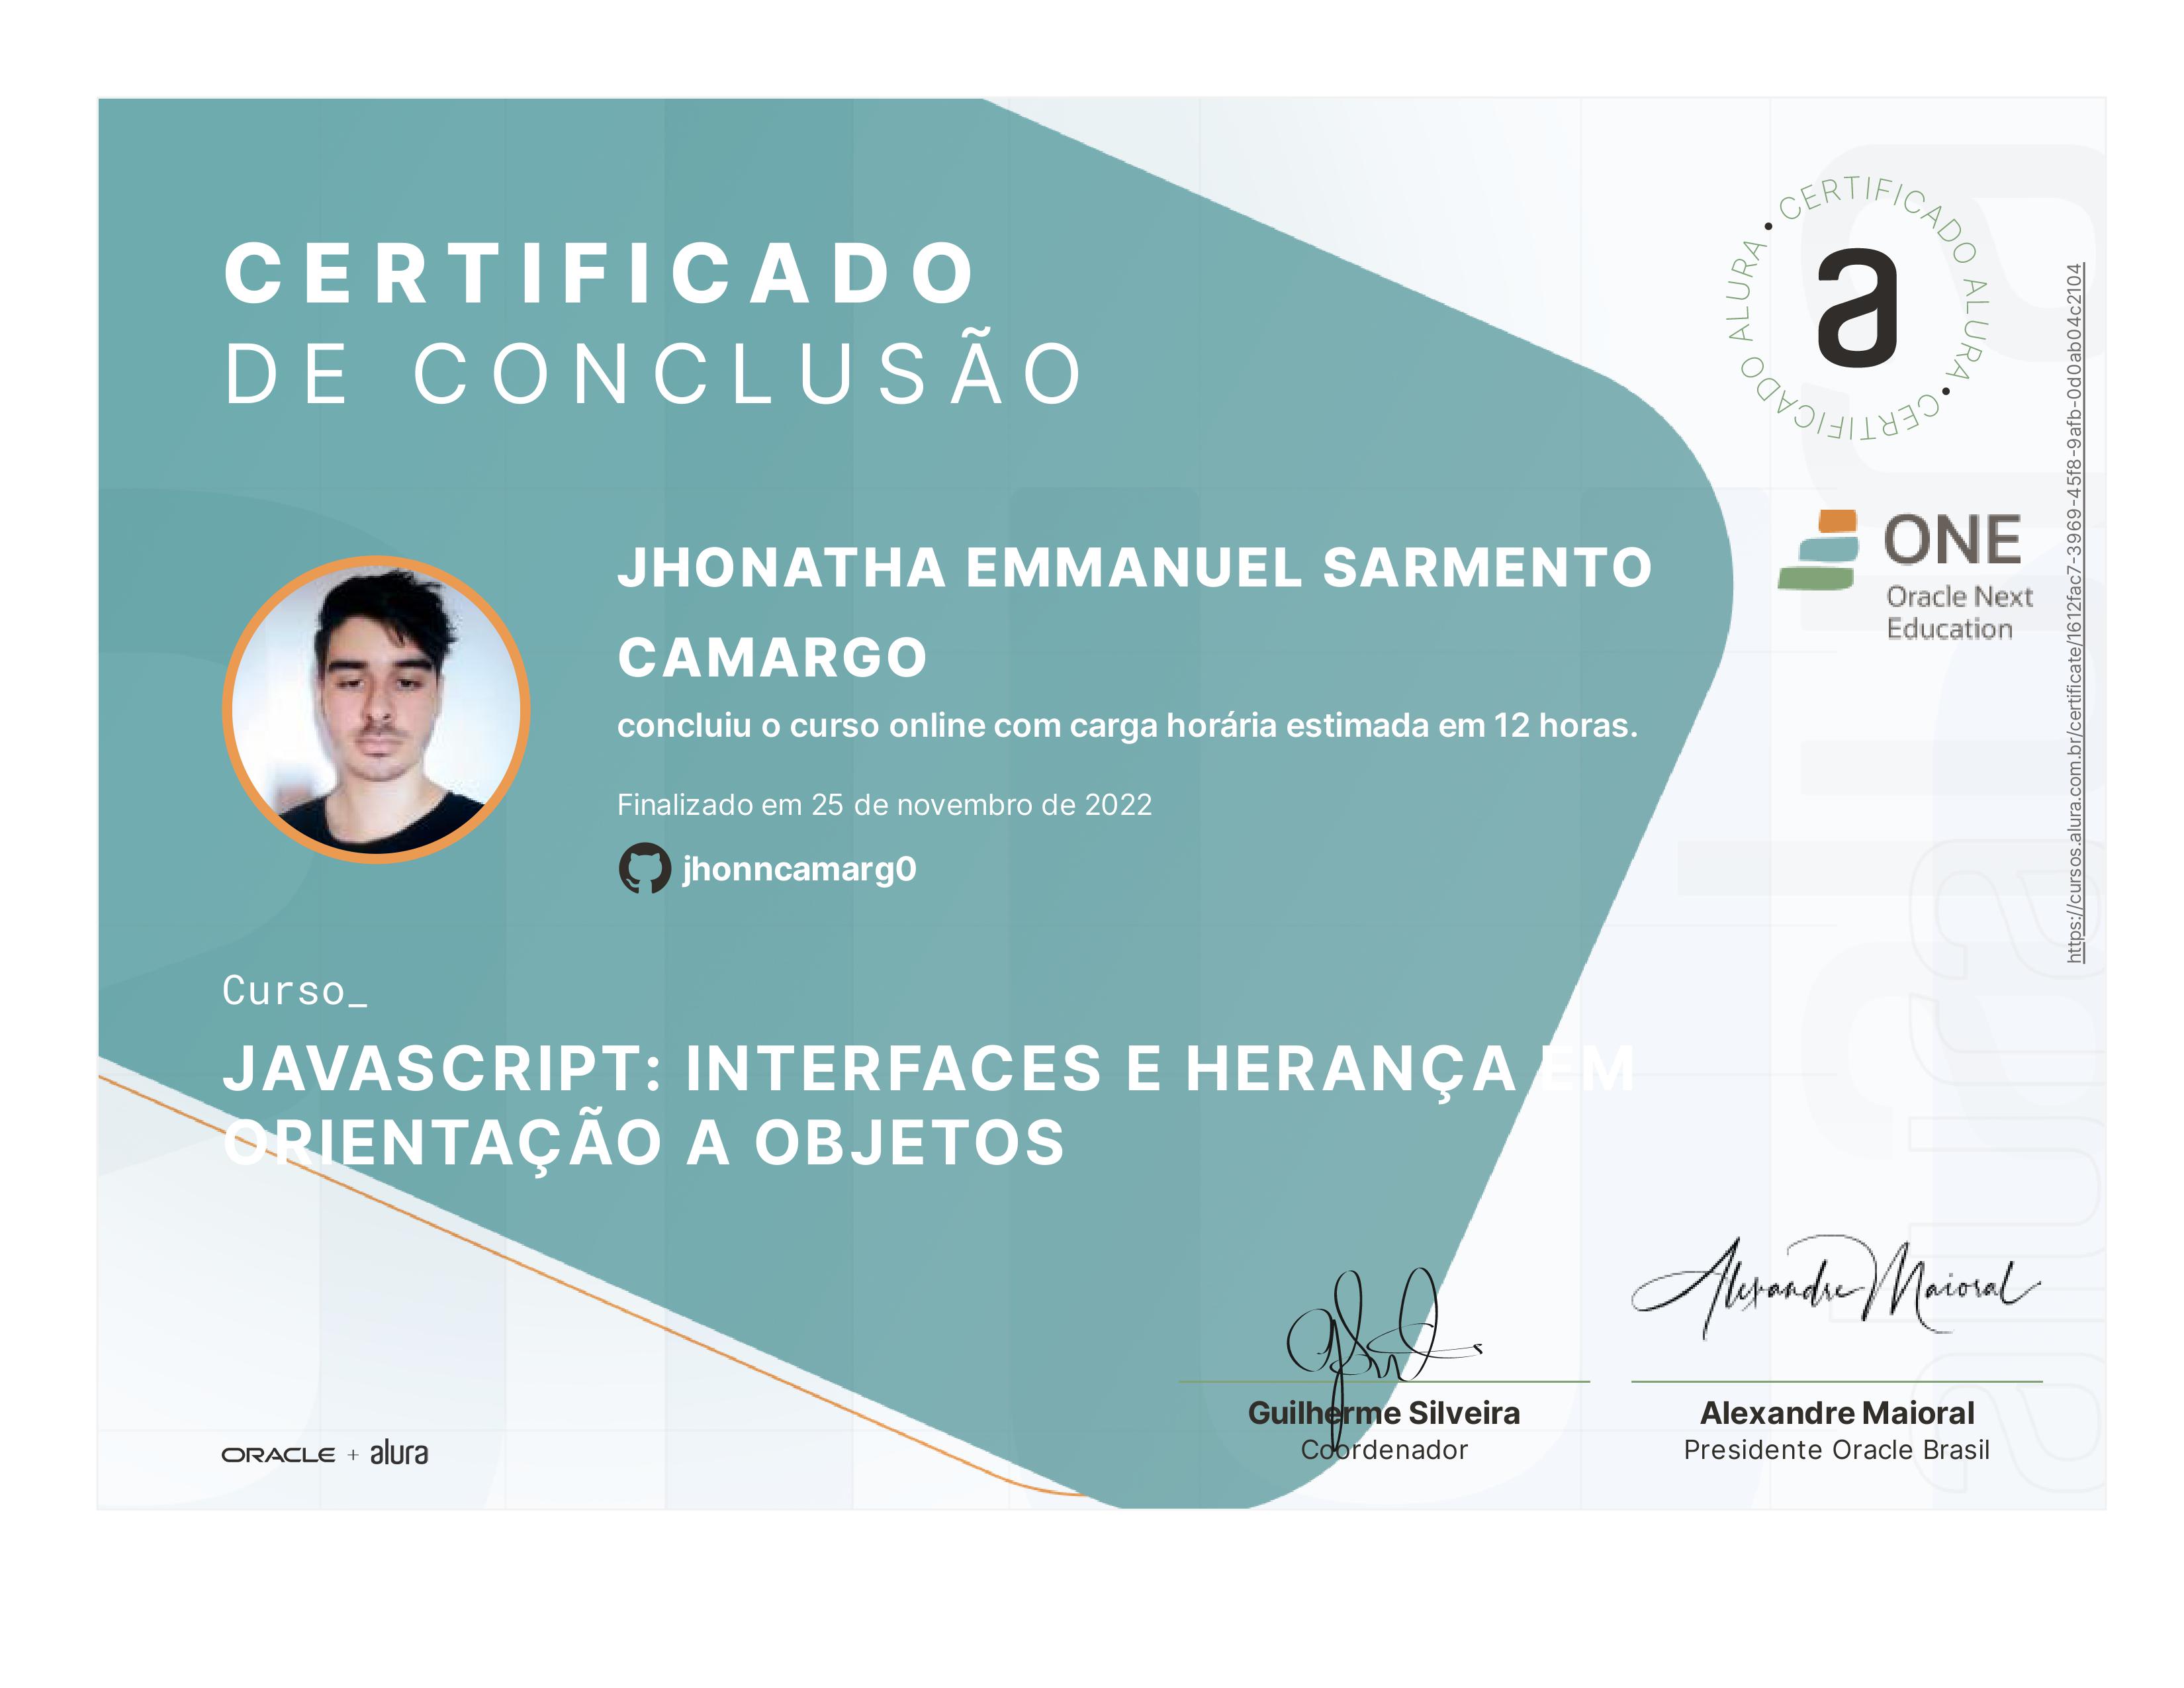 CERTIFICADO
DE CONCLUSÃO
CERTIFICADO ALURA • CERTIFICADO ALURA •
a
ONE
Oracle Next
Education
https://cursos.alura.com.br/certificate/1612fac7-3969-45f8-9afb-0d0ab04c2104
JHONATHA EMMANUEL SARMENTO
CAMARGO
concluiu o curso online com carga horária estimada em 12 horas.
Finalizado em 25 de novembro de 2022
jhonncamarg0
Curso_
JAVASCRIPT: INTERFACES E HERANÇA EM
ORIENTAÇÃO A OBJETOS
Alexandre Maioral
Guilherme Silveira
Coordenador
Alexandre Maioral
Presidente Oracle Brasil
ORACLE + alura
alura